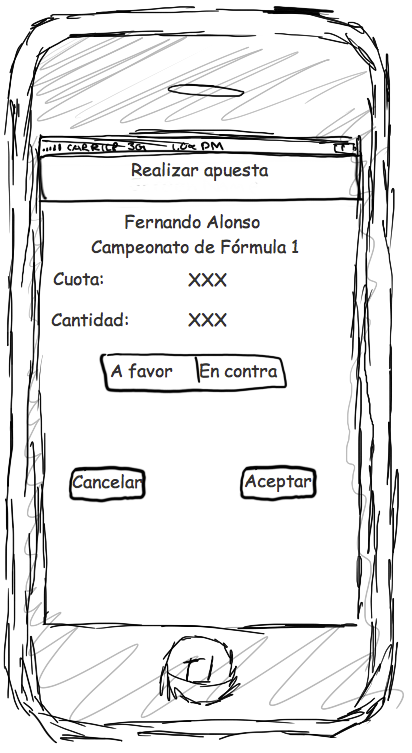 CARRIER 3G 1:00 PM
Realizar apuesta
Fernando Alonso
Campeonato de Fórmula 1
Cuota: XXX
Cantidad: XXX
A favor En contra
Cancelar Aceptar